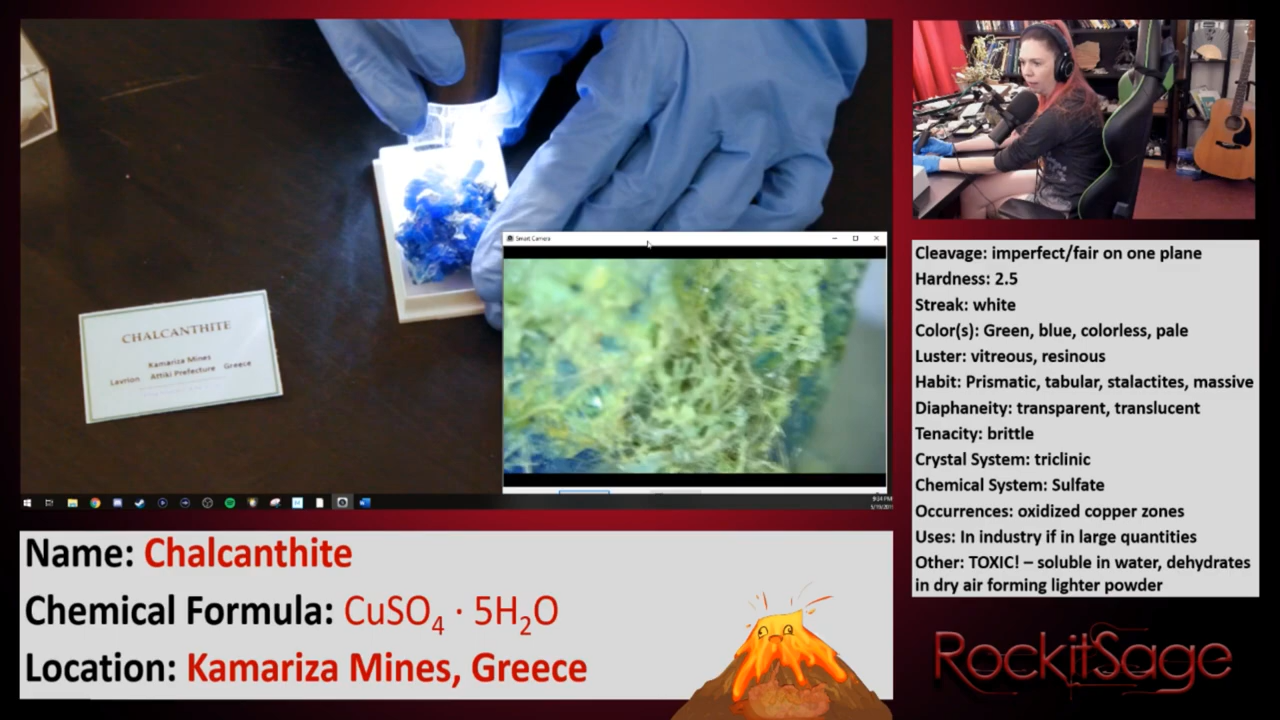 CHALCANTHITE
Kamariza Mines
Lavrion Attiki Prefecture Greece
Smart Camera
9:24 PM
Name: Chalcanthite
Chemical Formula: CuSO₄ · 5H₂O
Location: Kamariza Mines, Greece
Cleavage: imperfect/fair on one plane
Hardness: 2.5
Streak: white
Color(s): Green, blue, colorless, pale
Luster: vitreous, resinous
Habit: Prismatic, tabular, stalactites, massive
Diaphaneity: transparent, translucent
Tenacity: brittle
Crystal System: triclinic
Chemical System: Sulfate
Occurrences: oxidized copper zones
Uses: In industry if in large quantities
Other: TOXIC! – soluble in water, dehydrates
in dry air forming lighter powder
RockitSage